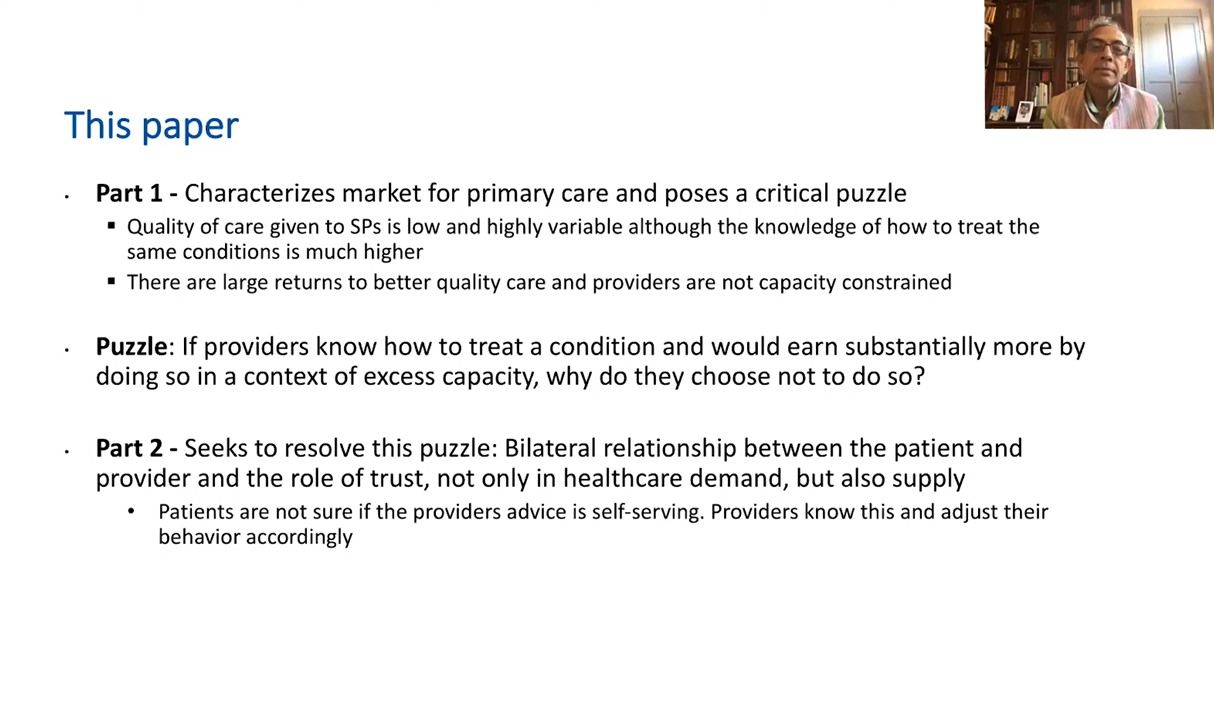 This paper
• Part 1 - Characterizes market for primary care and poses a critical puzzle
▪ Quality of care given to SPs is low and highly variable although the knowledge of how to treat the
same conditions is much higher
▪ There are large returns to better quality care and providers are not capacity constrained
• Puzzle: If providers know how to treat a condition and would earn substantially more by
doing so in a context of excess capacity, why do they choose not to do so?
• Part 2 - Seeks to resolve this puzzle: Bilateral relationship between the patient and
provider and the role of trust, not only in healthcare demand, but also supply
• Patients are not sure if the providers advice is self-serving. Providers know this and adjust their
behavior accordingly